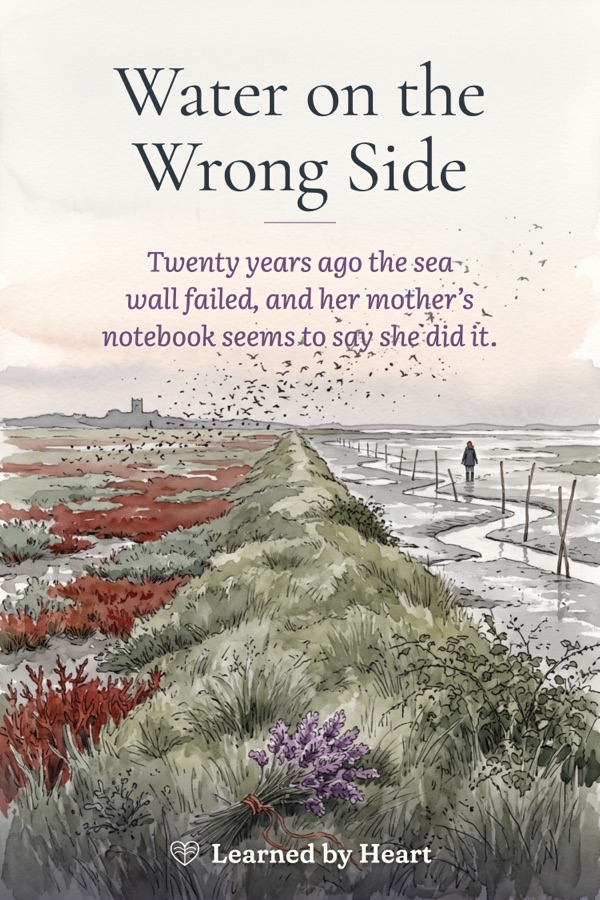 Water on the
Wrong Side
Twenty years ago the sea
wall failed, and her mother’s
notebook seems to say she did it.
Learned by Heart